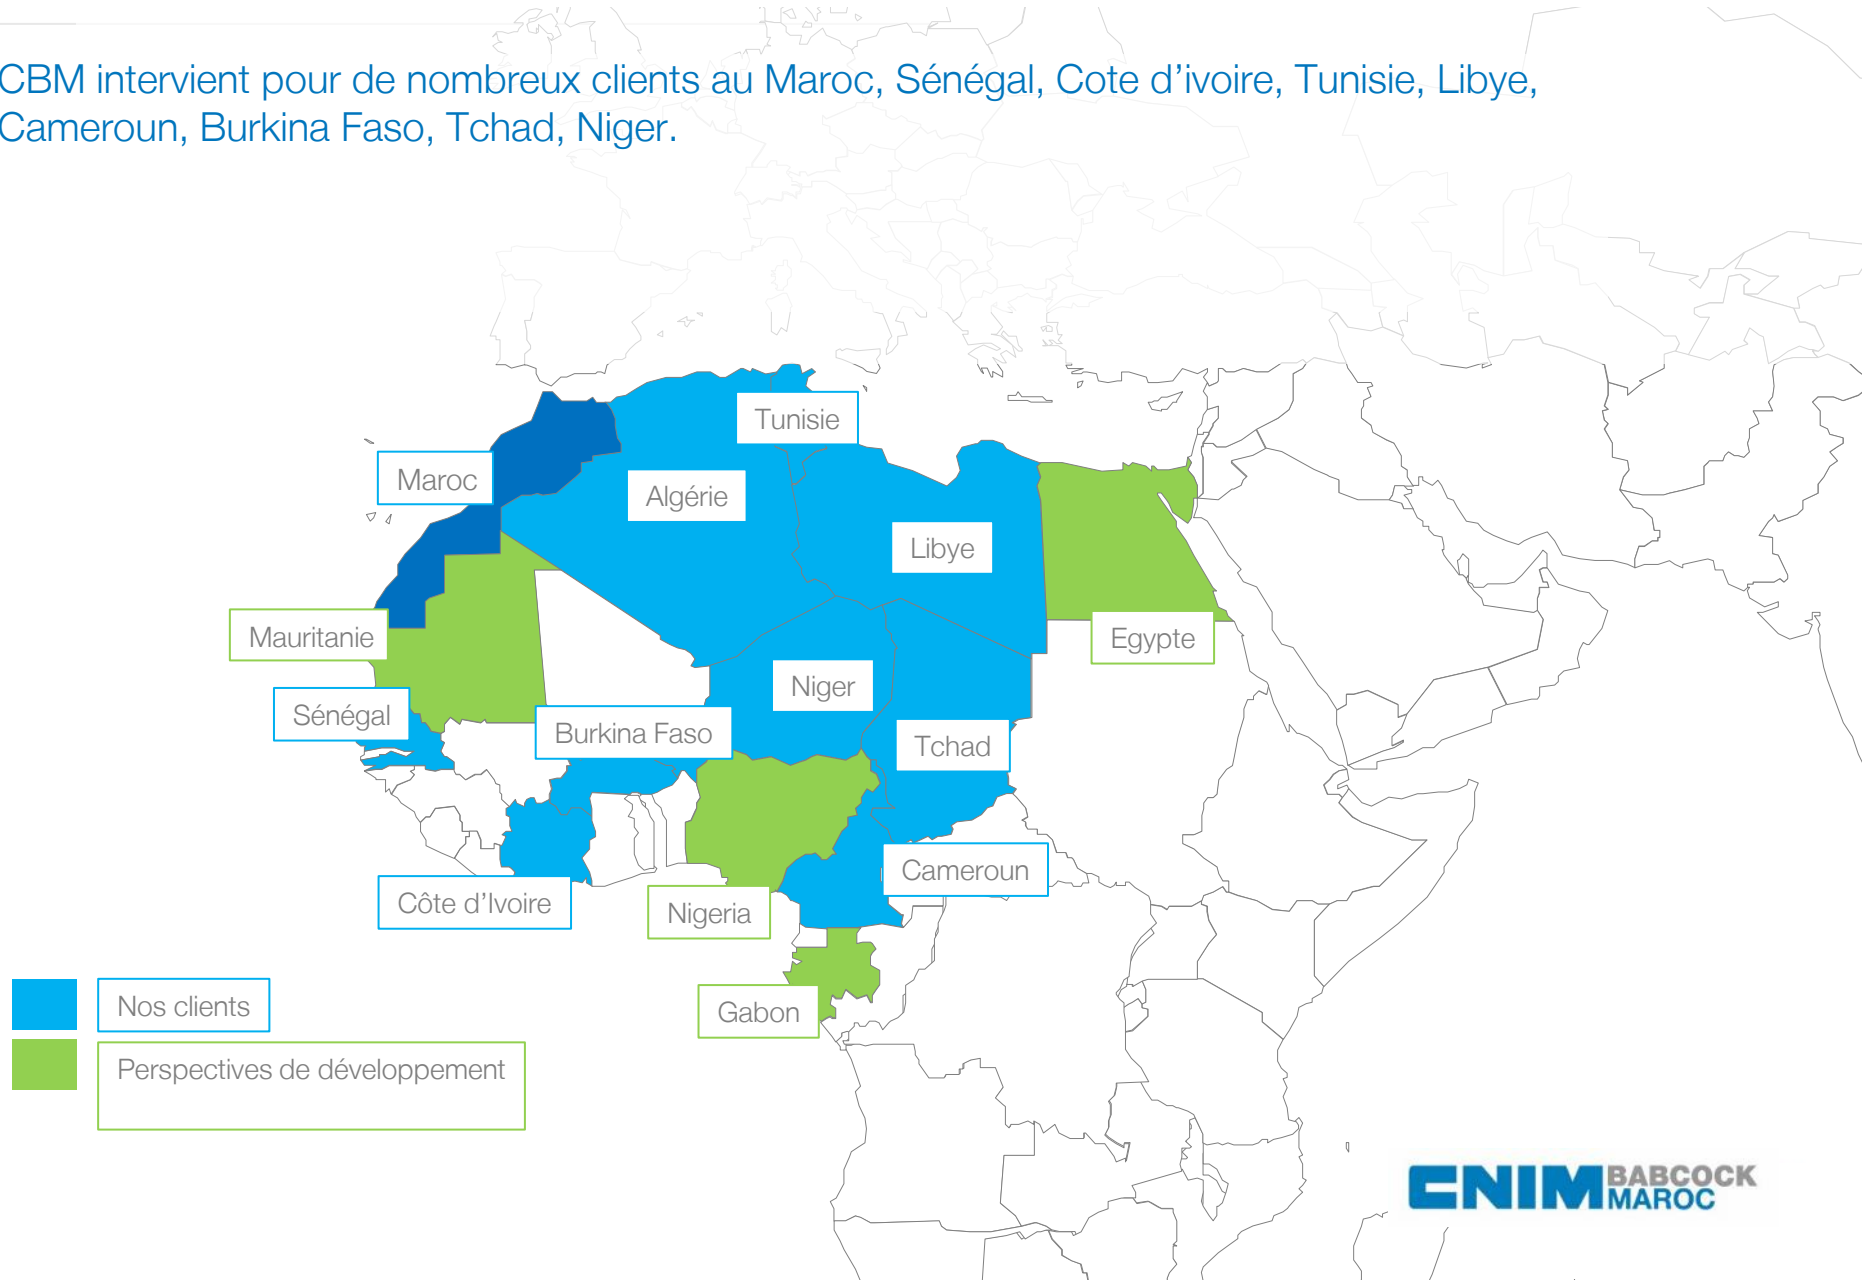 CBM intervient pour de nombreux clients au Maroc, Sénégal, Cote d’ivoire, Tunisie, Libye,
Cameroun, Burkina Faso, Tchad, Niger.
Tunisie
Maroc
Algérie
Libye
Mauritanie
Egypte
Niger
Sénégal
Burkina Faso
Tchad
Cameroun
Côte d’Ivoire
Nigeria
Nos clients
Gabon
Perspectives de développement
CNIM BABCOCK
MAROC